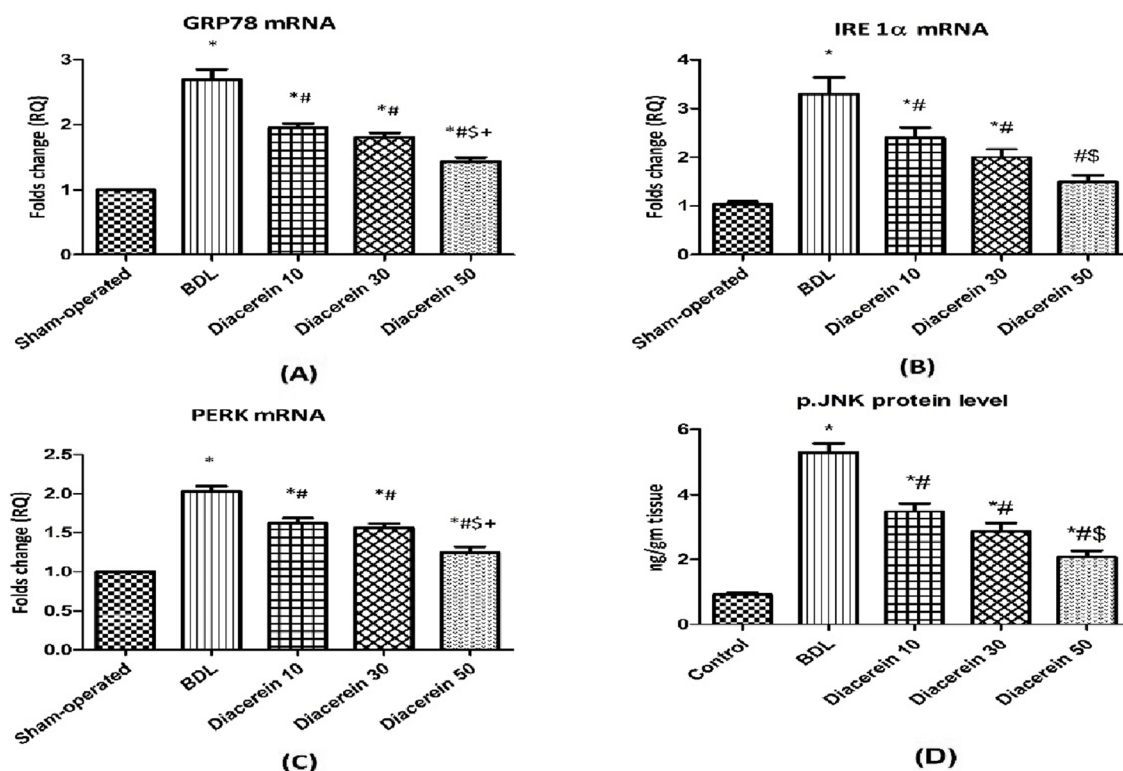 GRP78 mRNA
Folds change (RQ)
3
2
1
0
*
*#
*#
*#$+
Sham-operated
BDL
Diacerein 10
Diacerein 30
Diacerein 50
(A)
IRE 1α mRNA
Folds change (RQ)
4
3
2
1
0
*
*#
*#
#$
Sham-operated
BDL
Diacerein 10
Diacerein 30
Diacerein 50
(B)
PERK mRNA
Folds change (RQ)
2.5
2.0
1.5
1.0
0.5
0.0
*
*#
*#
*#$+
Sham-operated
BDL
Diacerein 10
Diacerein 30
Diacerein 50
(C)
p.JNK protein level
ng/gm tissue
6
4
2
0
*
*#
*#
*#$
Control
BDL
Diacerein 10
Diacerein 30
Diacerein 50
(D)